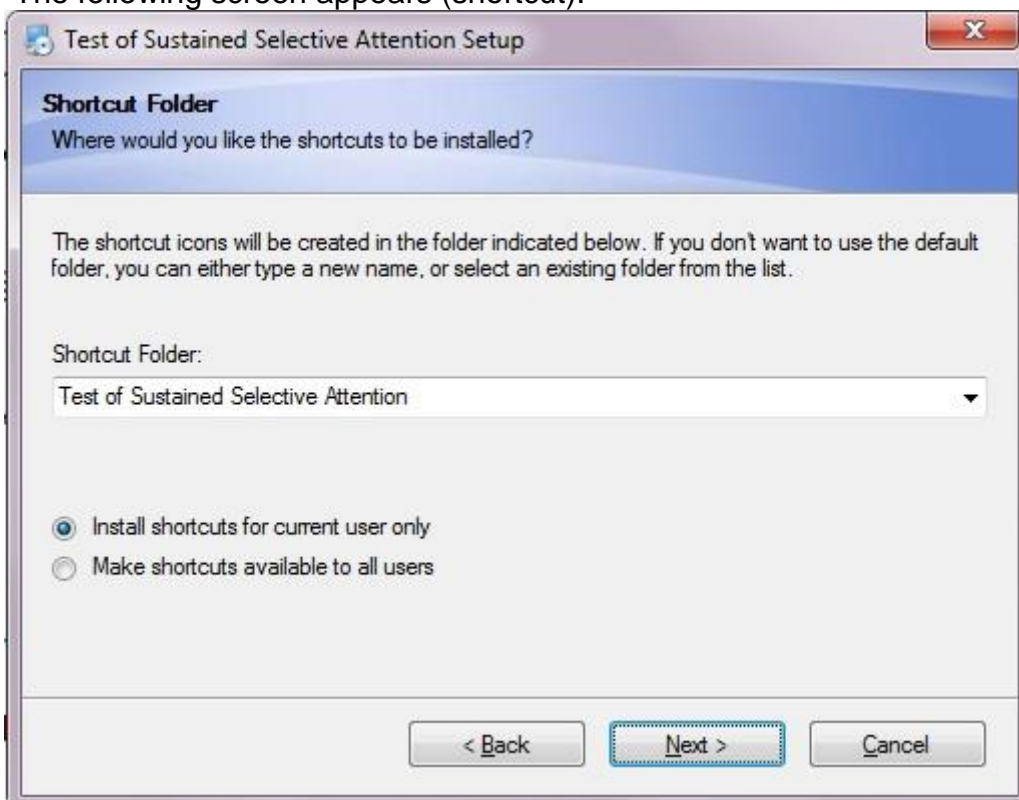 The following screen appears (shortcut):
Test of Sustained Selective Attention Setup
Shortcut Folder
Where would you like the shortcuts to be installed?
The shortcut icons will be created in the folder indicated below. If you don't want to use the default
folder, you can either type a new name, or select an existing folder from the list.
Shortcut Folder:
Test of Sustained Selective Attention
Install shortcuts for current user only
Make shortcuts available to all users
< Back
Next >
Cancel